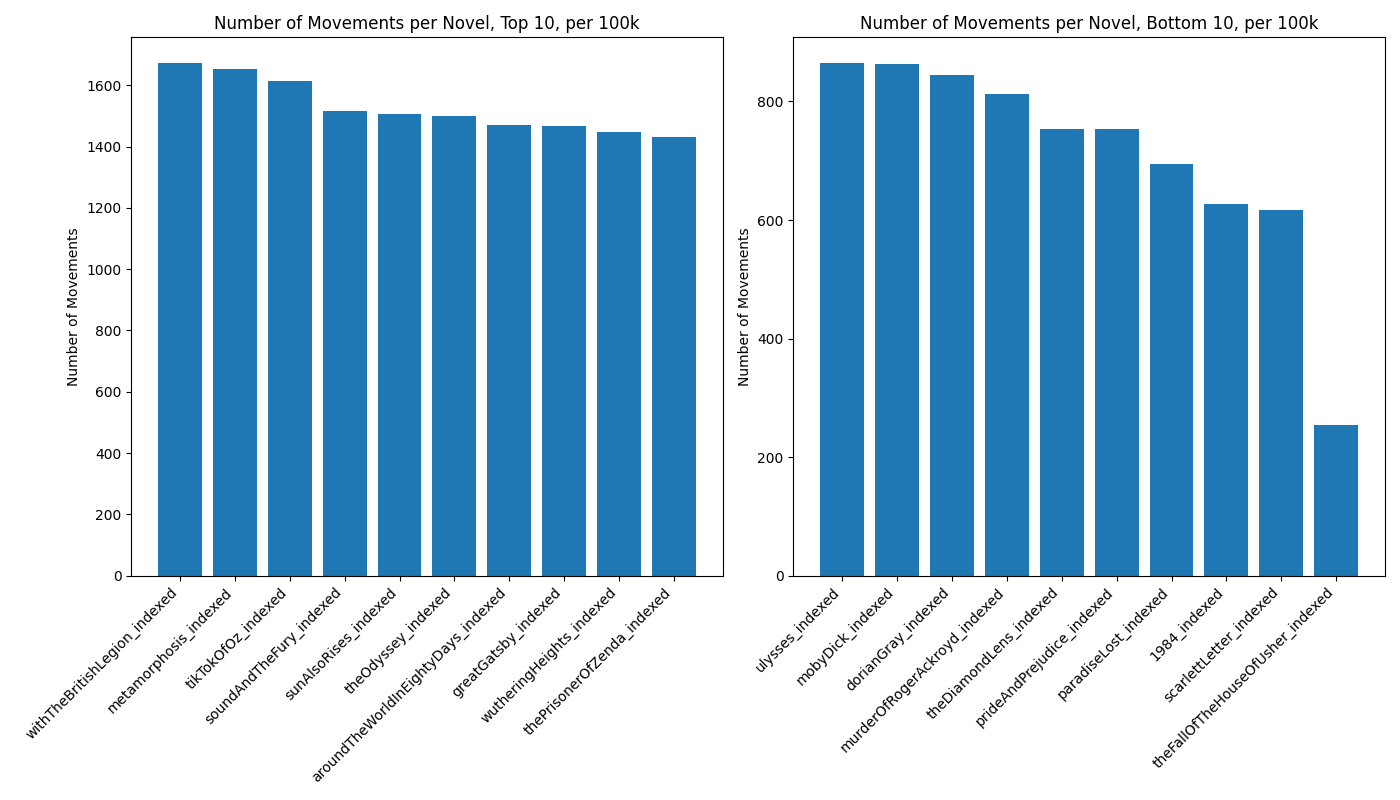 Number of Movements per Novel, Top 10, per 100k
Number of Movements
1600
1400
1200
1000
800
600
400
200
0
withTheBritishLegion_indexed
metamorphosis_indexed
tikTokOfOz_indexed
soundAndTheFury_indexed
sunAlsoRises_indexed
theOdyssey_indexed
aroundTheWorldInEightyDays_indexed
greatGatsby_indexed
wutheringHeights_indexed
thePrisonerOfZenda_indexed
Number of Movements per Novel, Bottom 10, per 100k
Number of Movements
800
600
400
200
0
ulysses_indexed
mobyDick_indexed
dorianGray_indexed
murderOfRogerAckroyd_indexed
theDiamondLens_indexed
prideAndPrejudice_indexed
paradiseLost_indexed
1984_indexed
scarlettLetter_indexed
theFallOfTheHouseOfUsher_indexed